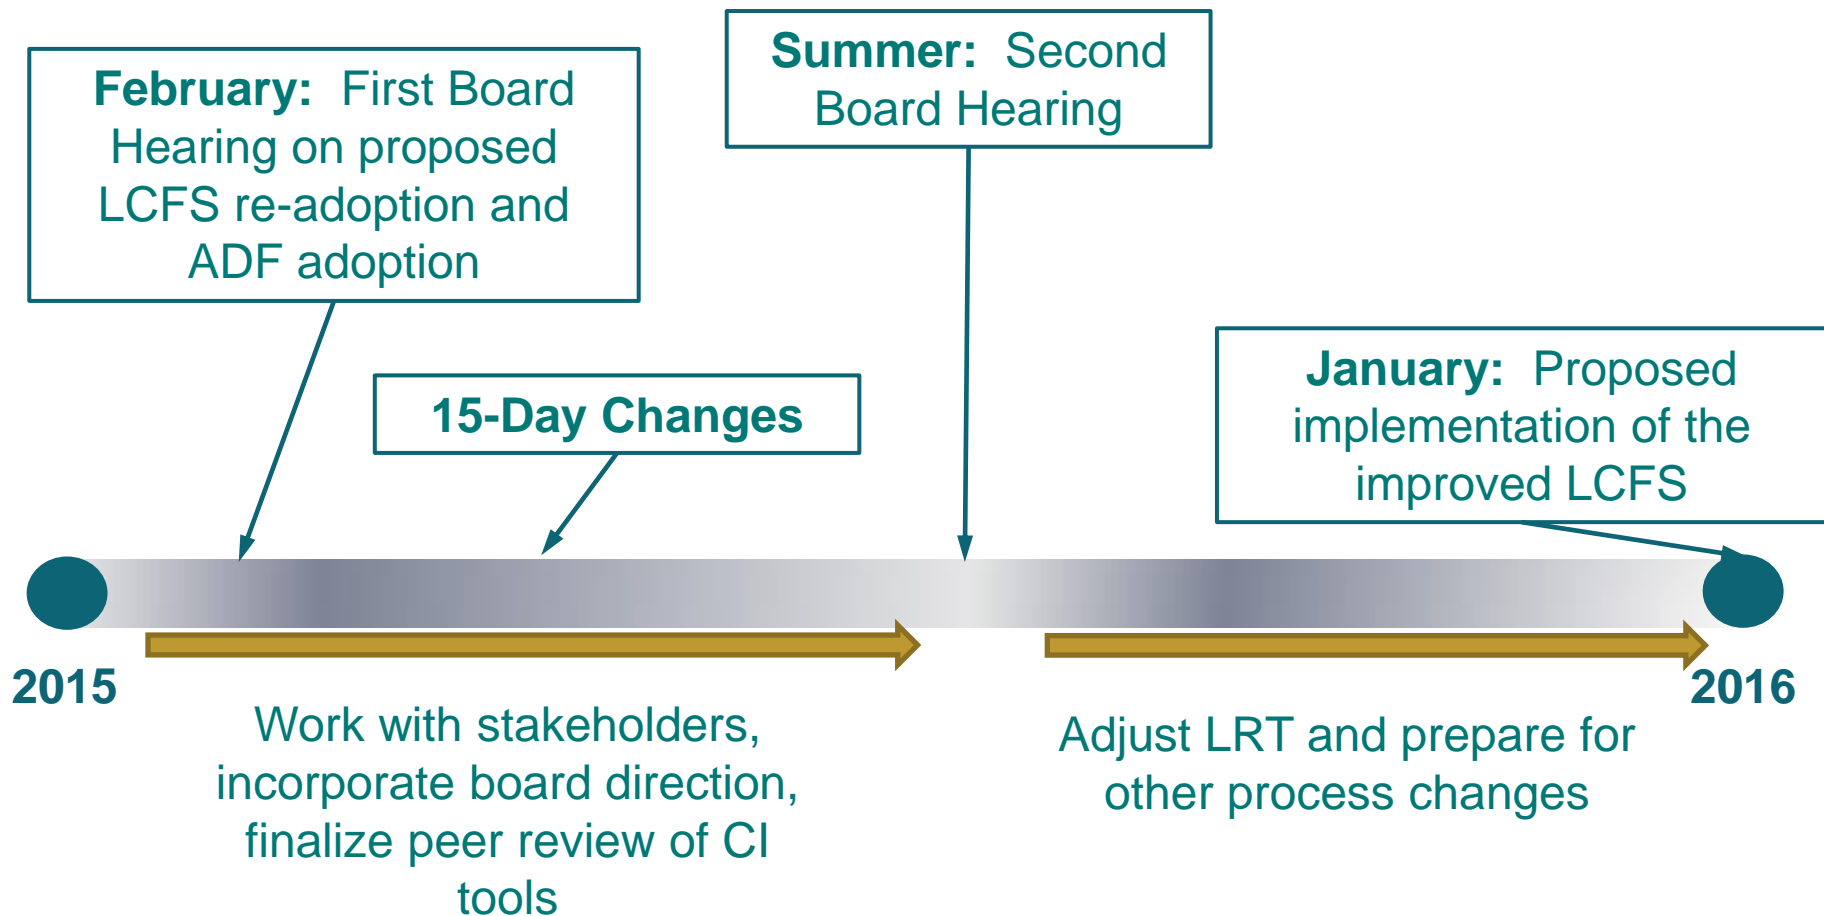 February: First Board
Hearing on proposed
LCFS re-adoption and
ADF adoption
Summer: Second
Board Hearing
15-Day Changes
January: Proposed
implementation of the
improved LCFS
2015
2016
Work with stakeholders,
incorporate board direction,
finalize peer review of CI
tools
Adjust LRT and prepare for
other process changes